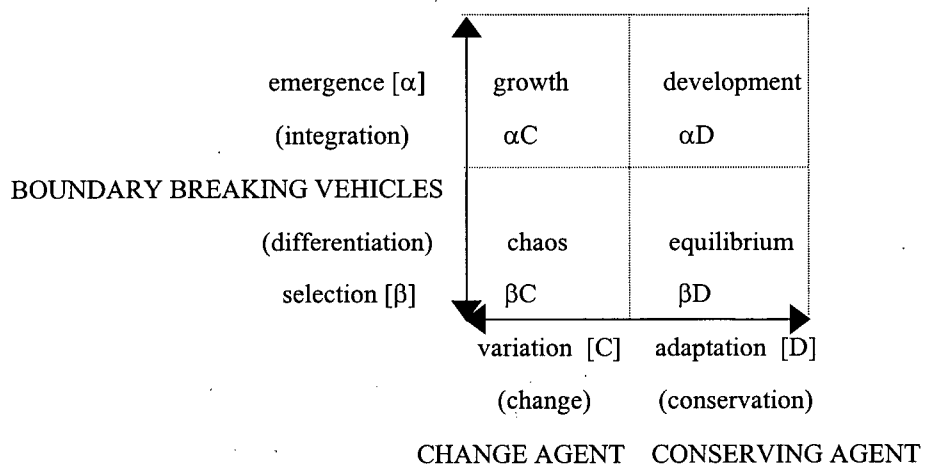 emergence [α] growth development
(integration) αC αD
BOUNDARY BREAKING VEHICLES
(differentiation) chaos equilibrium
selection [β] βC βD
variation [C] adaptation [D]
(change) (conservation)
CHANGE AGENT CONSERVING AGENT